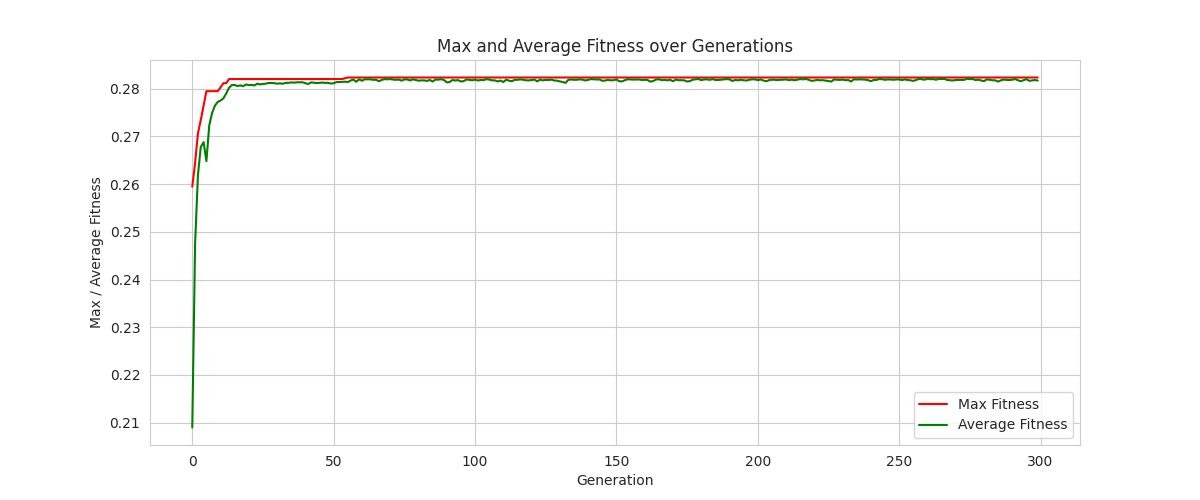 Max and Average Fitness over Generations
Max / Average Fitness
0.28
0.27
0.26
0.25
0.24
0.23
0.22
0.21
0 50 100 150 200 250 300
Generation
Max Fitness
Average Fitness